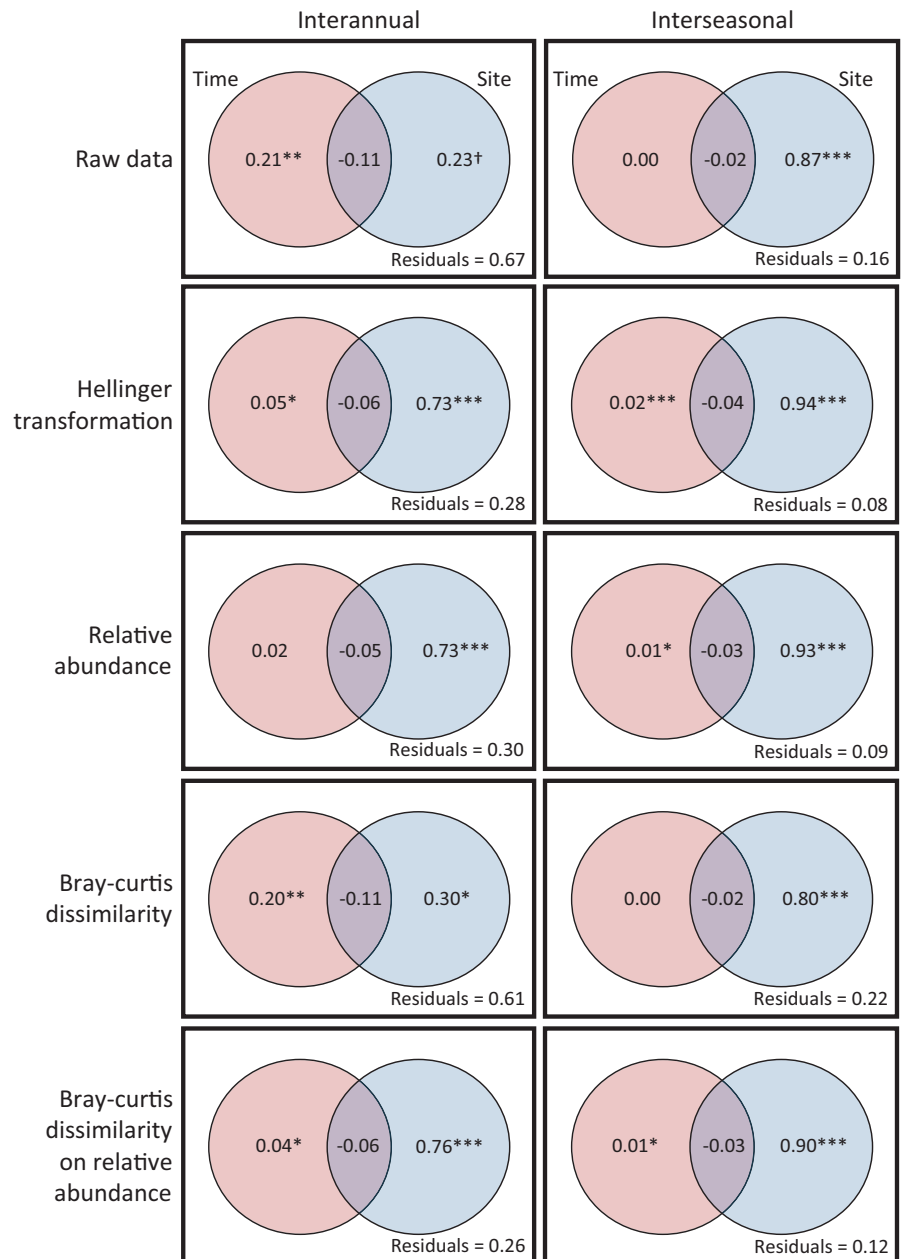 Interannual
Interseasonal
Raw data
Time
Site
0.21**
-0.11
0.23†
Residuals = 0.67
Time
Site
0.00
-0.02
0.87***
Residuals = 0.16
Hellinger
transformation
0.05*
-0.06
0.73***
Residuals = 0.28
0.02***
-0.04
0.94***
Residuals = 0.08
Relative
abundance
0.02
-0.05
0.73***
Residuals = 0.30
0.01*
-0.03
0.93***
Residuals = 0.09
Bray-curtis
dissimilarity
0.20**
-0.11
0.30*
Residuals = 0.61
0.00
-0.02
0.80***
Residuals = 0.22
Bray-curtis
dissimilarity
on relative
abundance
0.04*
-0.06
0.76***
Residuals = 0.26
0.01*
-0.03
0.90***
Residuals = 0.12